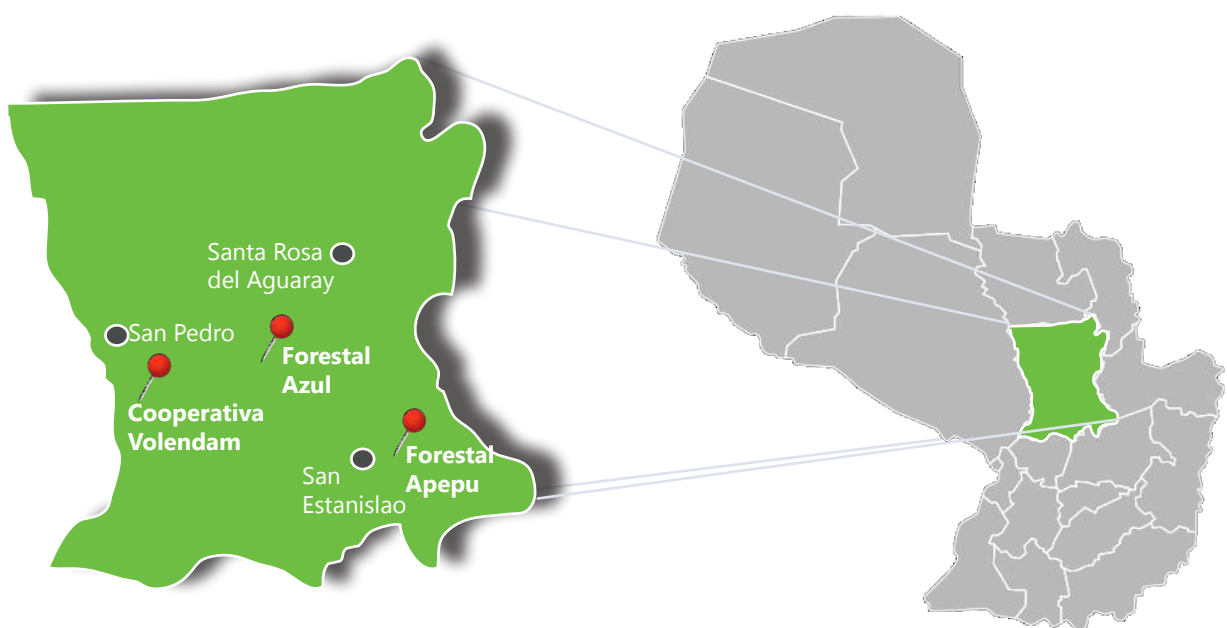 Santa Rosa
del Aguaray
San Pedro
Forestal
Azul
Cooperativa
Volendam
Forestal
Apepu
San
Estanislao